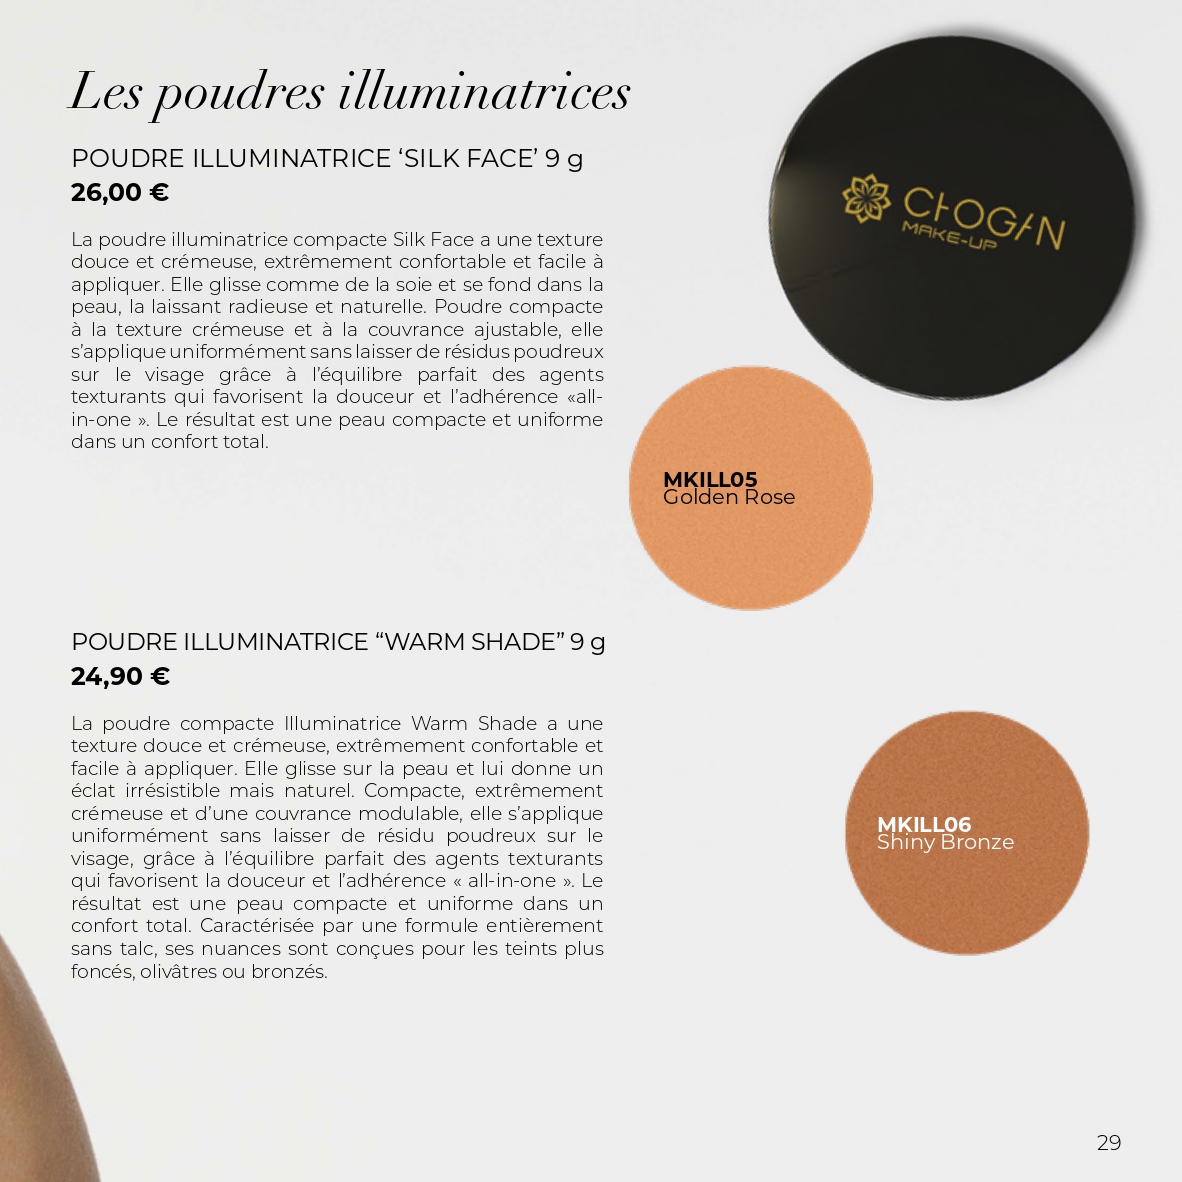 Les poudres illuminatrices
POUDRE ILLUMINATRICE ‘SILK FACE’ 9 g
26,00 €
La poudre illuminatrice compacte Silk Face a une texture
douce et crémeuse, extrêmement confortable et facile à
appliquer. Elle glisse comme de la soie et se fond dans la
peau, la laissant radieuse et naturelle. Poudre compacte
à la texture crémeuse et à la couvrance ajustable, elle
s’applique uniformément sans laisser de résidus poudreux
sur le visage grâce à l’équilibre parfait des agents
texturants qui favorisent la douceur et l’adhérence «all-
in-one ». Le résultat est une peau compacte et uniforme
dans un confort total.
CHOGAN
MAKE-UP
MKILL05
Golden Rose
POUDRE ILLUMINATRICE “WARM SHADE” 9 g
24,90 €
La poudre compacte Illuminatrice Warm Shade a une
texture douce et crémeuse, extrêmement confortable et
facile à appliquer. Elle glisse sur la peau et lui donne un
éclat irrésistible mais naturel. Compacte, extrêmement
crémeuse et d’une couvrance modulable, elle s’applique
uniformément sans laisser de résidu poudreux sur le
visage, grâce à l’équilibre parfait des agents texturants
qui favorisent la douceur et l’adhérence « all-in-one ». Le
résultat est une peau compacte et uniforme dans un
confort total. Caractérisée par une formule entièrement
sans talc, ses nuances sont conçues pour les teints plus
foncés, olivâtres ou bronzés.
MKILL06
Shiny Bronze
29